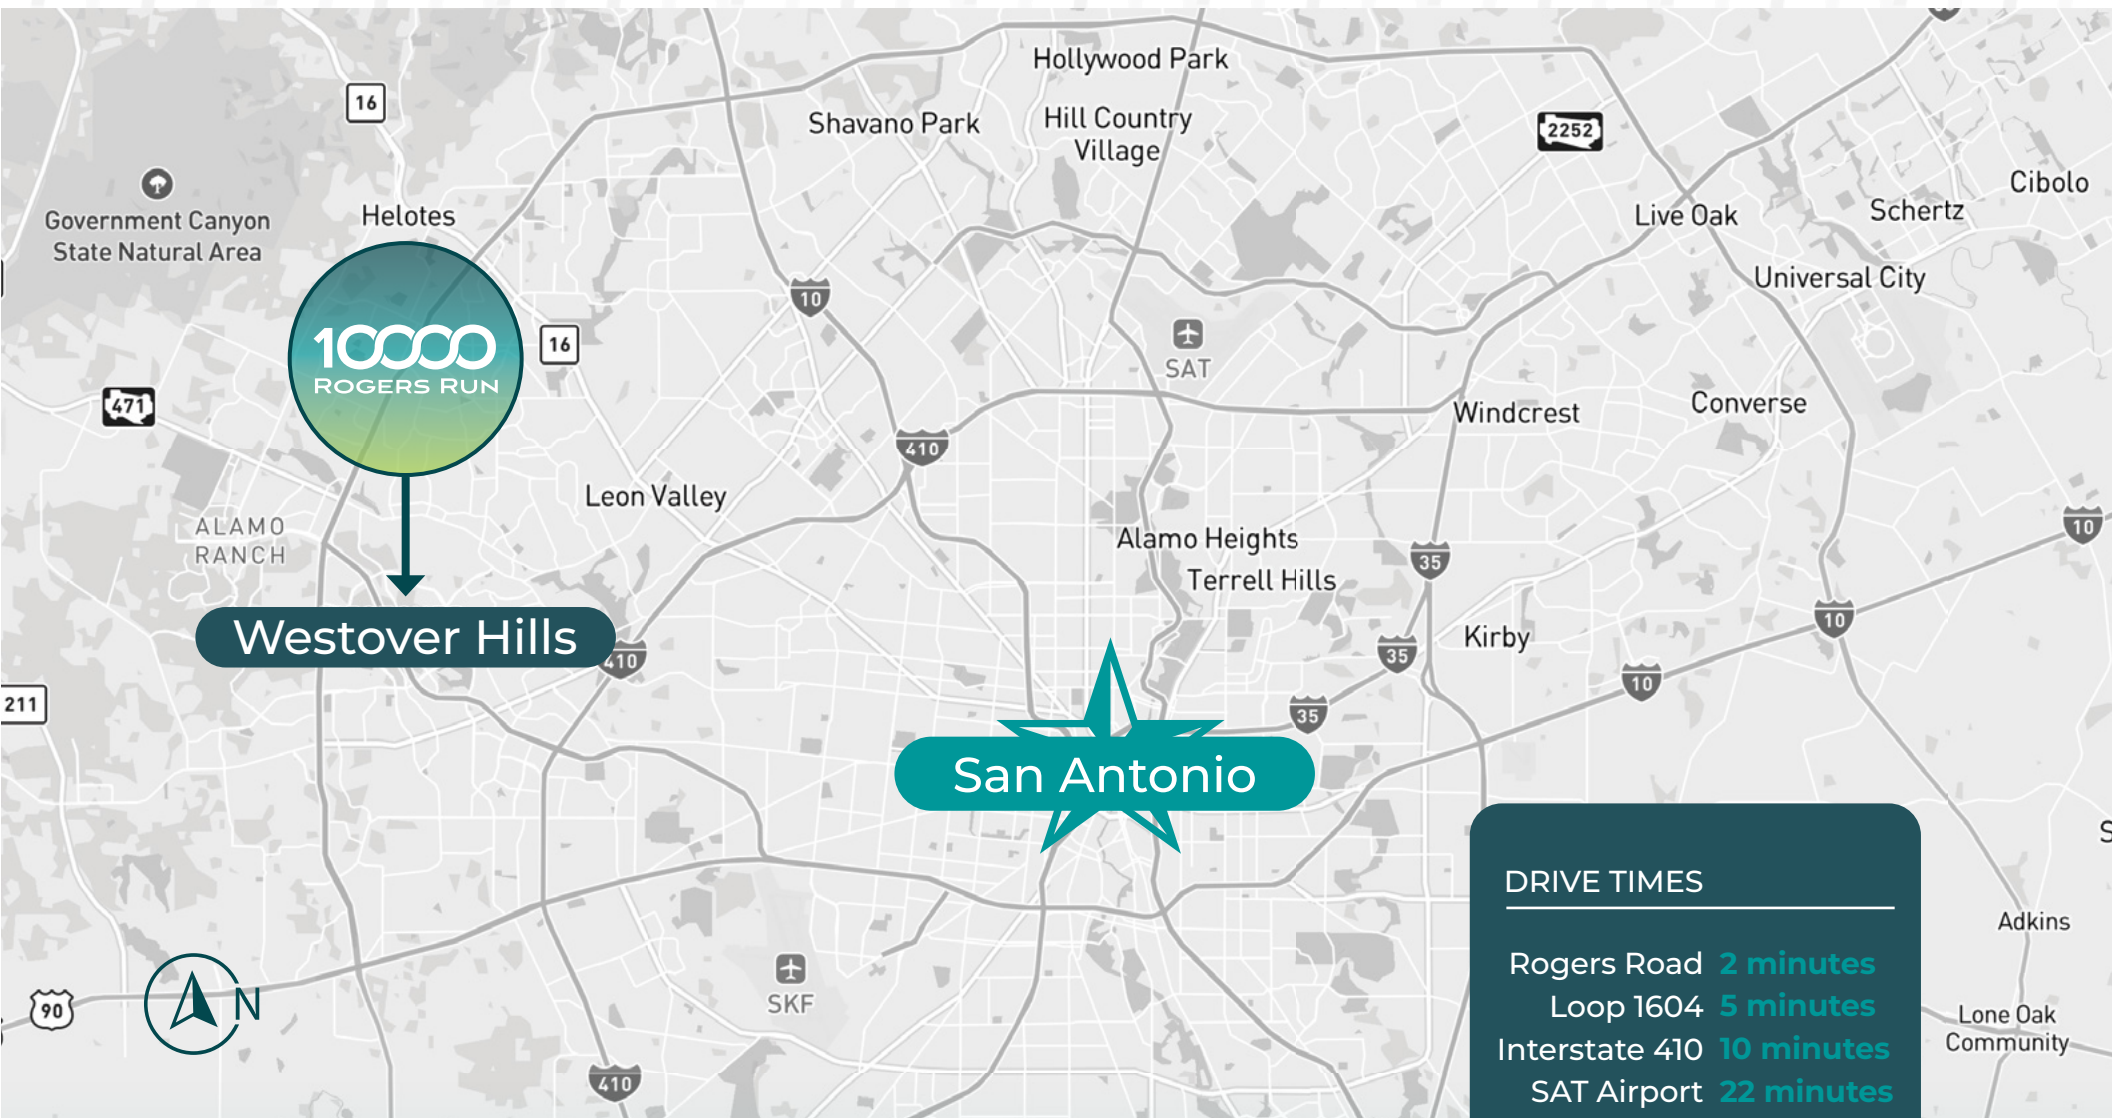 Hollywood Park
16
Shavano Park
Hill Country
Village
2252
Cibolo
Government Canyon
State Natural Area
Helotes
Live Oak
Schertz
Universal City
10
10000
ROGERS RUN
16
SAT
471
Windcrest
Converse
410
Leon Valley
ALAMO
RANCH
10
Alamo Heights
35
Terrell Hills
10
Westover Hills
410
35
Kirby
10
211
35
San Antonio
S
DRIVE TIMES
Adkins
Rogers Road 2 minutes
Loop 1604 5 minutes
Interstate 410 10 minutes
SAT Airport 22 minutes
90
N
SKF
Lone Oak
Community
410